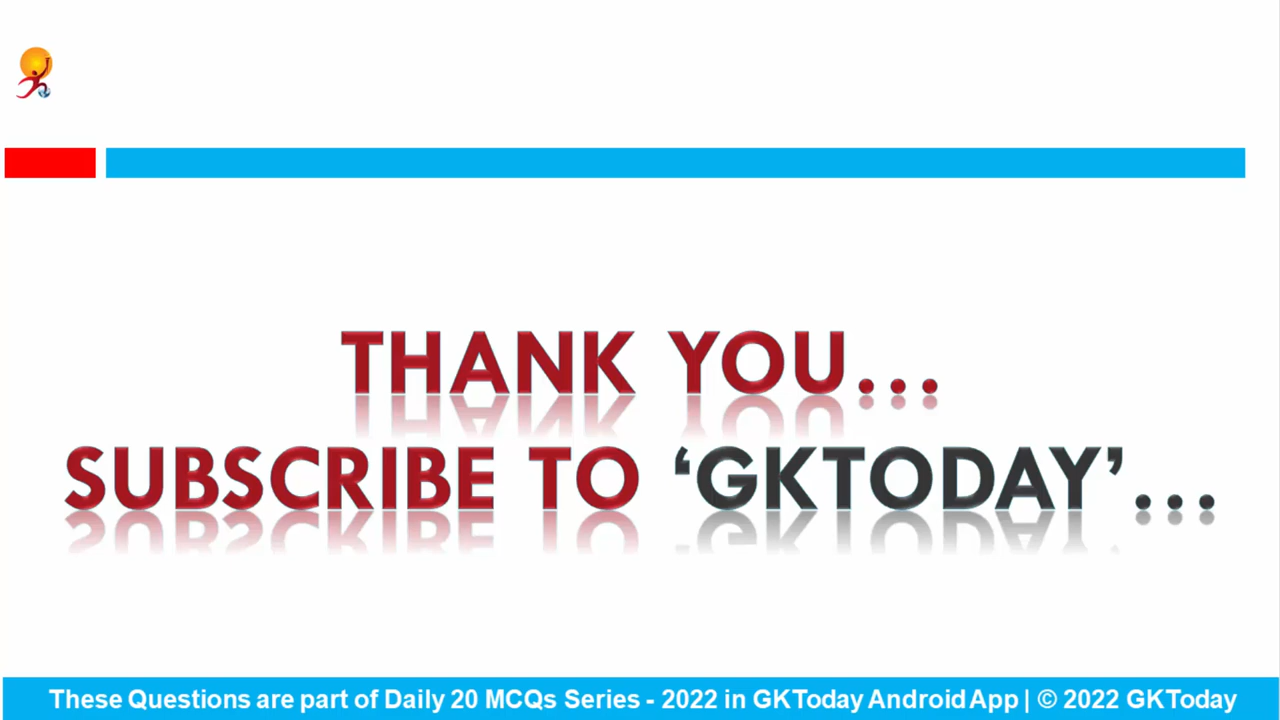 THANK YOU...
SUBSCRIBE TO ‘GKTODAY’...
These Questions are part of Daily 20 MCQs Series - 2022 in GKToday Android App | © 2022 GKToday